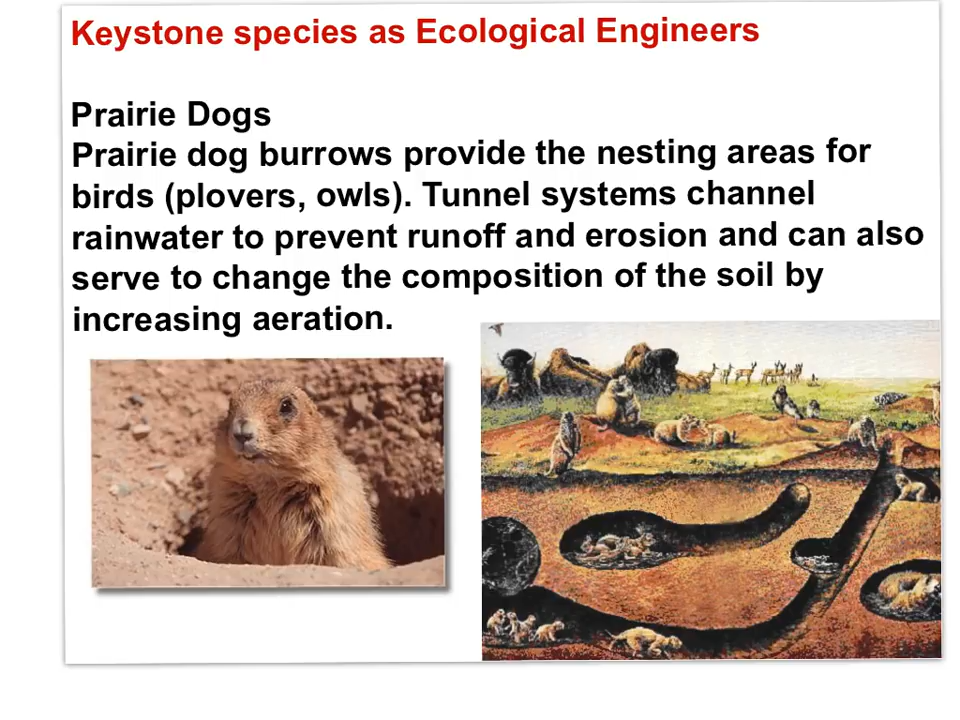 Keystone species as Ecological Engineers
Prairie Dogs
Prairie dog burrows provide the nesting areas for
birds (plovers, owls). Tunnel systems channel
rainwater to prevent runoff and erosion and can also
serve to change the composition of the soil by
increasing aeration.